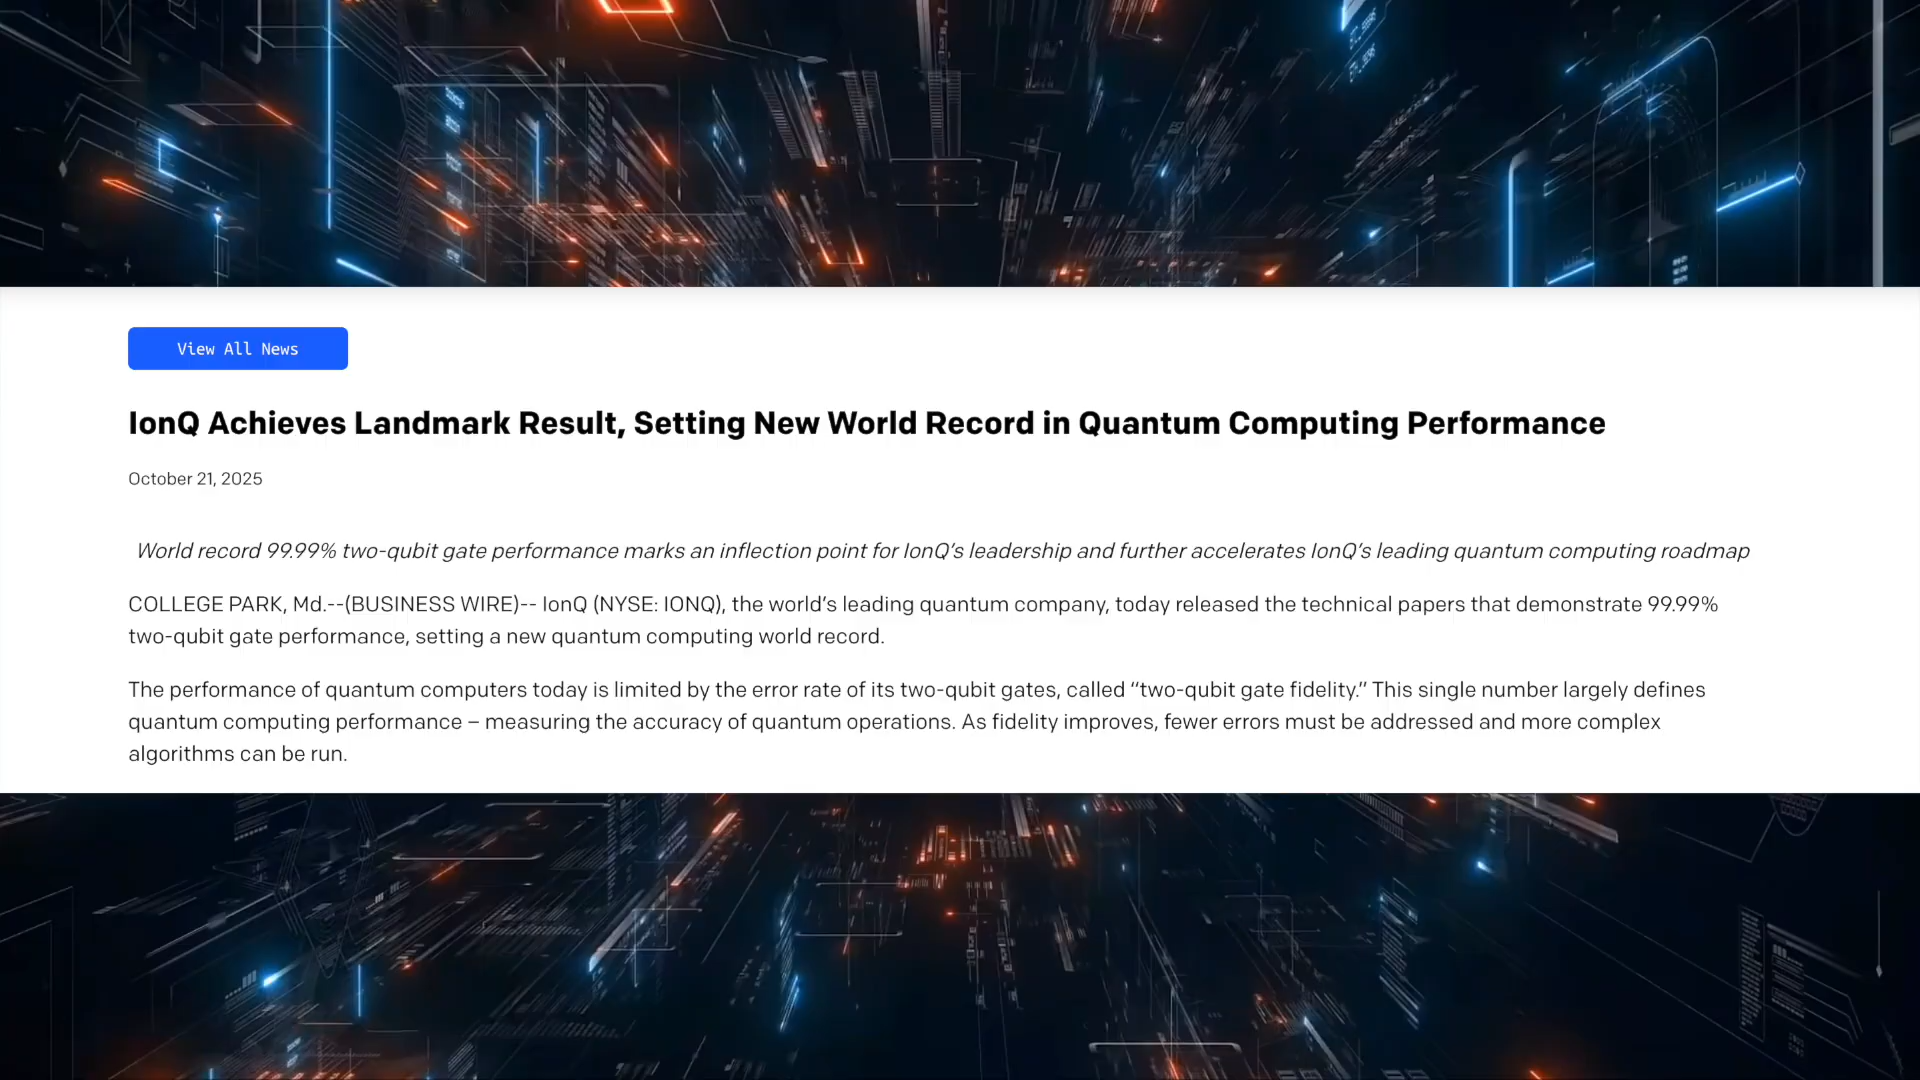 View All News
IonQ Achieves Landmark Result, Setting New World Record in Quantum Computing Performance
October 21, 2025
World record 99.99% two-qubit gate performance marks an inflection point for IonQ’s leadership and further accelerates IonQ’s leading quantum computing roadmap
COLLEGE PARK, Md.--(BUSINESS WIRE)-- IonQ (NYSE: IONQ), the world’s leading quantum company, today released the technical papers that demonstrate 99.99%
two-qubit gate performance, setting a new quantum computing world record.
The performance of quantum computers today is limited by the error rate of its two-qubit gates, called “two-qubit gate fidelity.” This single number largely defines
quantum computing performance – measuring the accuracy of quantum operations. As fidelity improves, fewer errors must be addressed and more complex
algorithms can be run.